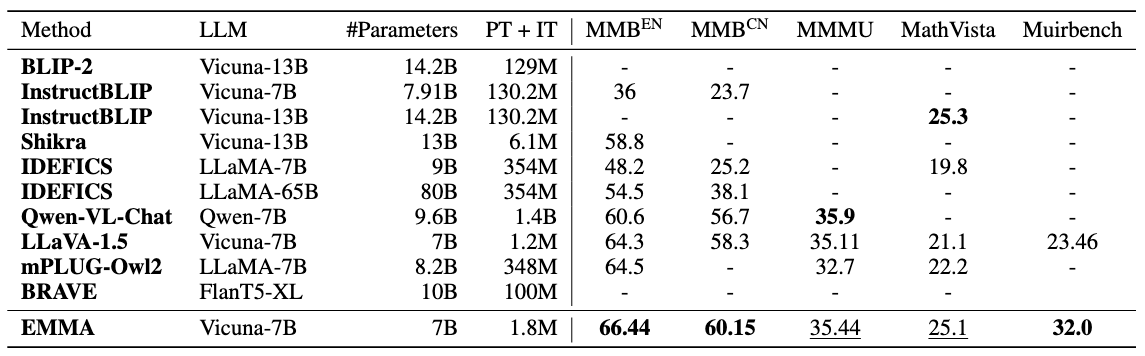 Method LLM #Parameters PT + IT MMB^EN MMB^CN MMMU MathVista Muirbench
BLIP-2 Vicuna-13B 14.2B 129M - - - - -
InstructBLIP Vicuna-7B 7.91B 130.2M 36 23.7 - - -
InstructBLIP Vicuna-13B 14.2B 130.2M - - - 25.3 -
Shikra Vicuna-13B 13B 6.1M 58.8 - - - -
IDEFICS LLaMA-7B 9B 354M 48.2 25.2 - 19.8 -
IDEFICS LLaMA-65B 80B 354M 54.5 38.1 - - -
Qwen-VL-Chat Qwen-7B 9.6B 1.4B 60.6 56.7 35.9 - -
LLaVA-1.5 Vicuna-7B 7B 1.2M 64.3 58.3 35.11 21.1 23.46
mPLUG-Owl2 LLaMA-7B 8.2B 348M 64.5 - 32.7 22.2 -
BRAVE FlanT5-XL 10B 100M - - - - -
EMMA Vicuna-7B 7B 1.8M 66.44 60.15 35.44 25.1 32.0